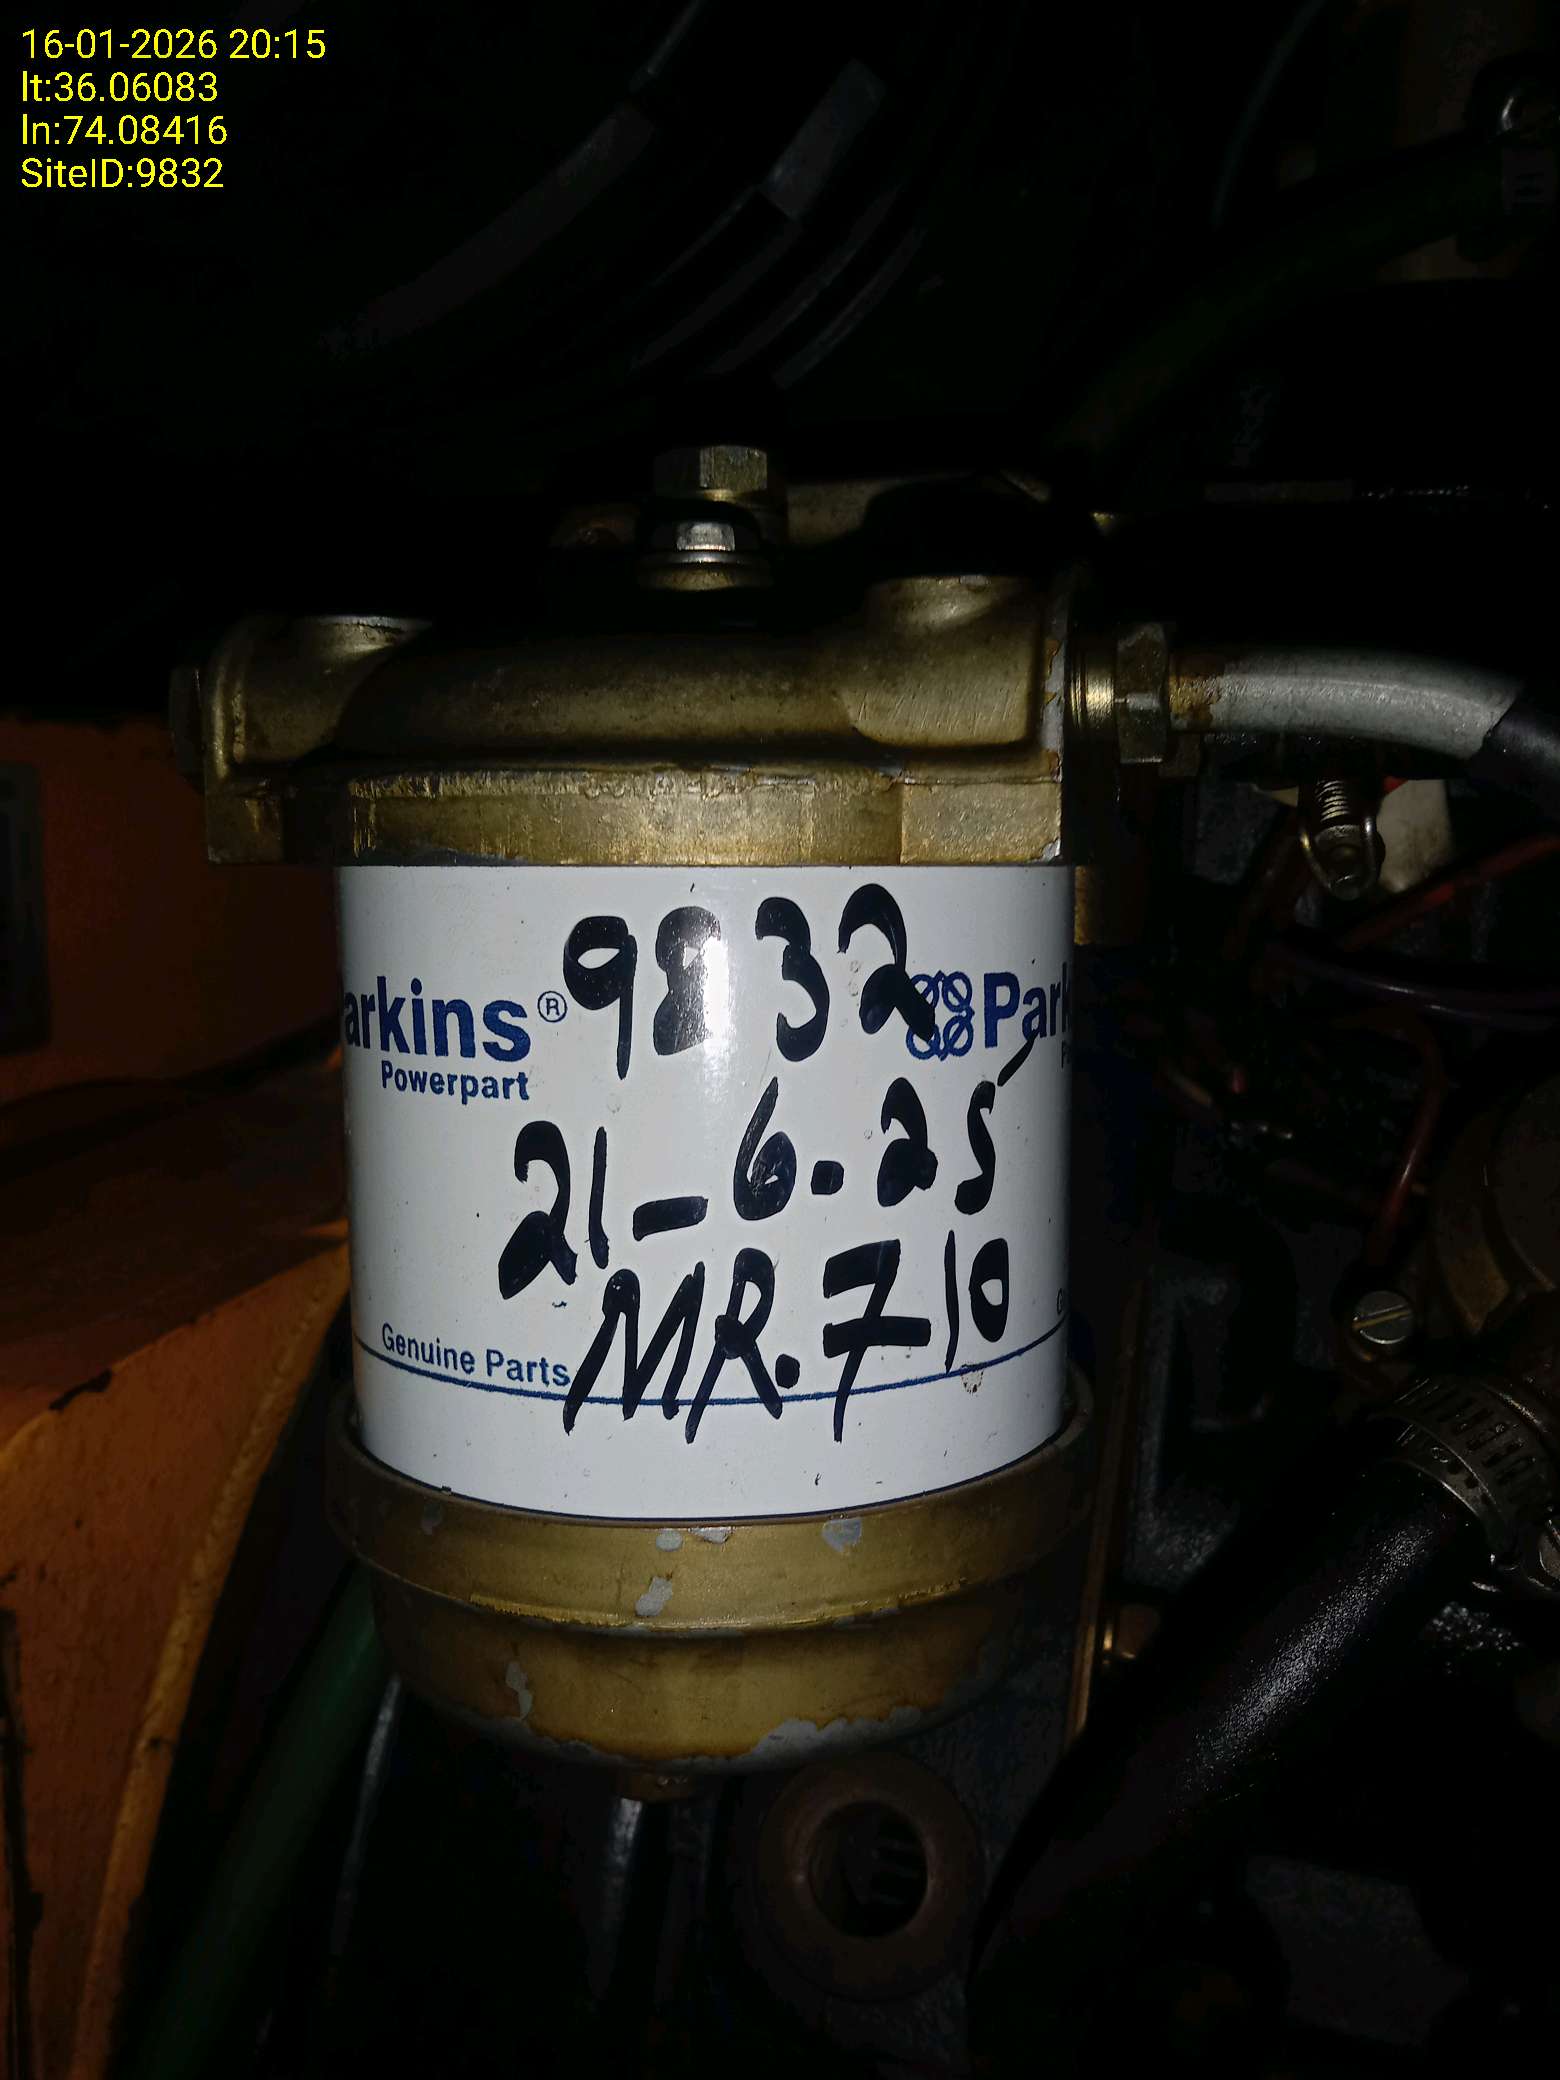 16-01-2026 20:15
lt:36.06083
ln:74.08416
SiteID:9832
9832
arkins®
Park
Powerpart
21-6.25
MR.710
Genuine Parts